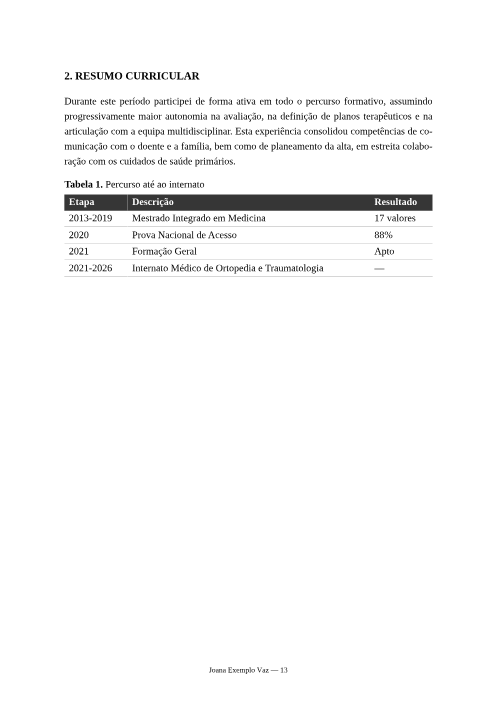 2. RESUMO CURRICULAR
Durante este período participei de forma ativa em todo o percurso formativo, assumindo
progressivamente maior autonomia na avaliação, na definição de planos terapêuticos e na
articulação com a equipa multidisciplinar. Esta experiência consolidou competências de co-
municação com o doente e a família, bem como de planeamento da alta, em estreita colabo-
ração com os cuidados de saúde primários.
Tabela 1. Percurso até ao internato
Etapa Descrição Resultado
2013-2019 Mestrado Integrado em Medicina 17 valores
2020 Prova Nacional de Acesso 88%
2021 Formação Geral Apto
2021-2026 Internato Médico de Ortopedia e Traumatologia —
Joana Exemplo Vaz — 13